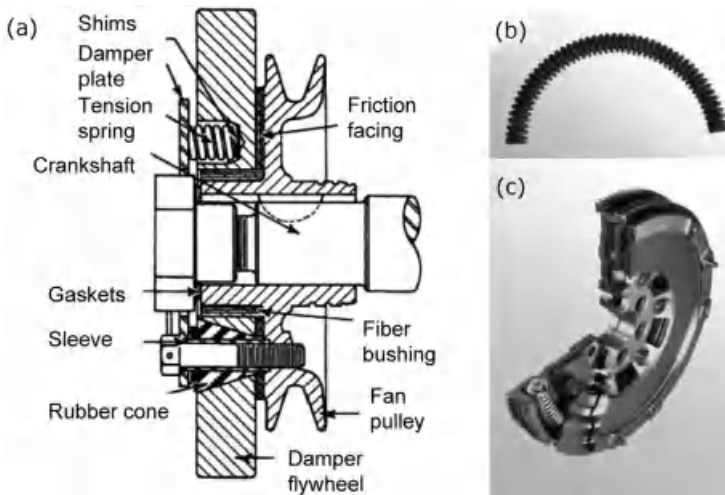 (a)
Shims
Damper
plate
Tension
spring
Crankshaft
Gaskets
Sleeve
Rubber cone
Friction
facing
Fiber
bushing
Fan
pulley
Damper
flywheel
(b)
(c)